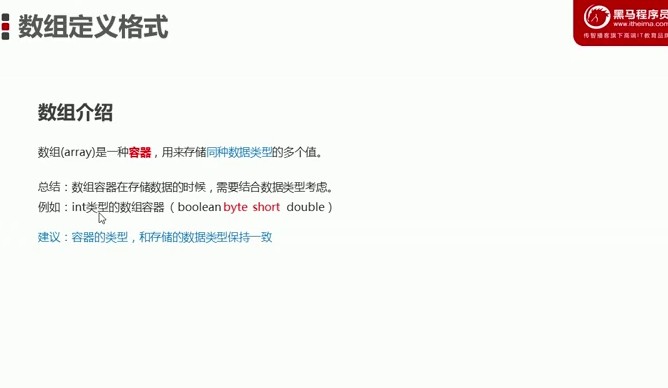 数组定义格式
黑马程序员
www.itheima.com
传智播客旗下高端IT教育品牌
数组介绍
数组(array)是一种容器，用来存储同种数据类型的多个值。
总结：数组容器在存储数据的时候，需要结合数据类型考虑。
例如：int类型的数组容器（boolean byte short double）
建议：容器的类型，和存储的数据类型保持一致